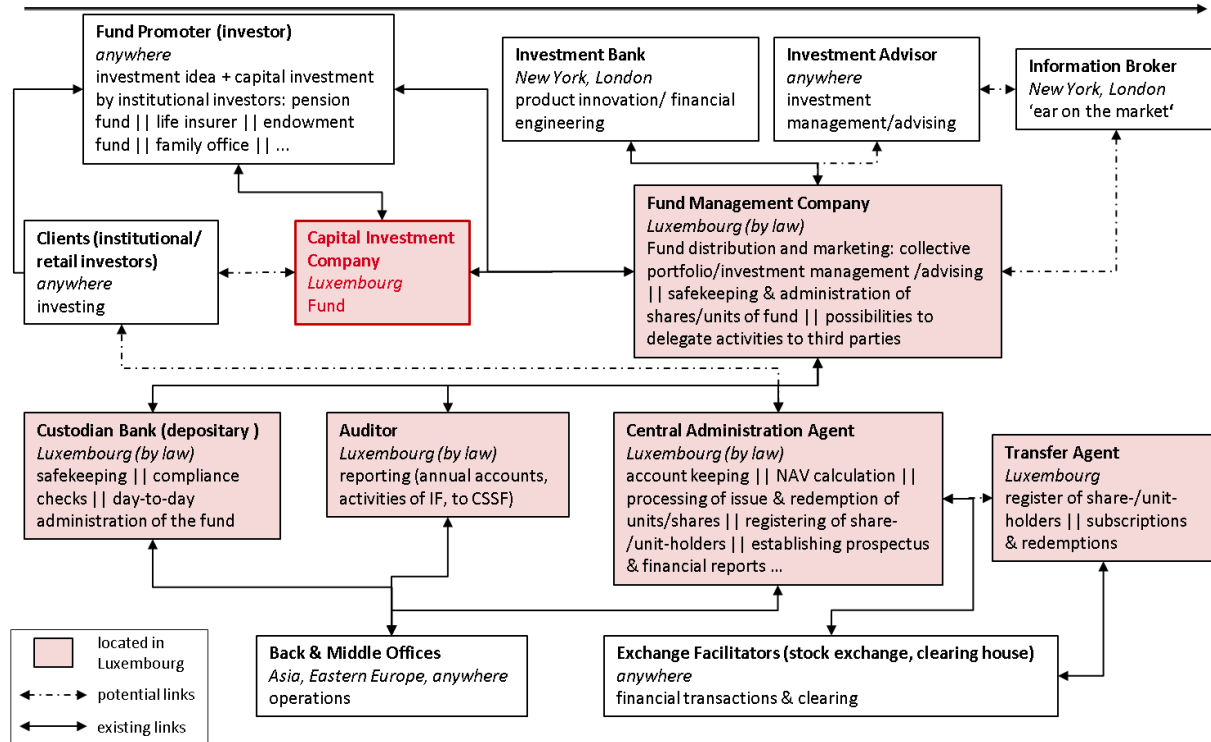 Fund Promoter (investor)
anywhere
investment idea + capital investment
by institutional investors: pension
fund || life insurer || endowment
fund || family office || ...
Investment Bank
New York, London
product innovation/ financial
engineering
Investment Advisor
anywhere
investment
management/advising
Information Broker
New York, London
'ear on the market‘
Clients (institutional/
retail investors)
anywhere
investing
Capital Investment
Company
Luxembourg
Fund
Fund Management Company
Luxembourg (by law)
Fund distribution and marketing: collective
portfolio/investment management /advising
|| safekeeping & administration of
shares/units of fund || possibilities to
delegate activities to third parties
Custodian Bank (depositary )
Luxembourg (by law)
safekeeping || compliance
checks || day-to-day
administration of the fund
Auditor
Luxembourg (by law)
reporting (annual accounts,
activities of IF, to CSSF)
Central Administration Agent
Luxembourg (by law)
account keeping || NAV calculation ||
processing of issue & redemption of
units/shares || registering of share-
/unit-holders || establishing prospectus
& financial reports ...
Transfer Agent
Luxembourg
register of share-/unit-
holders || subscriptions
& redemptions
located in
Luxembourg
potential links
existing links
Back & Middle Offices
Asia, Eastern Europe, anywhere
operations
Exchange Facilitators (stock exchange, clearing house)
anywhere
financial transactions & clearing